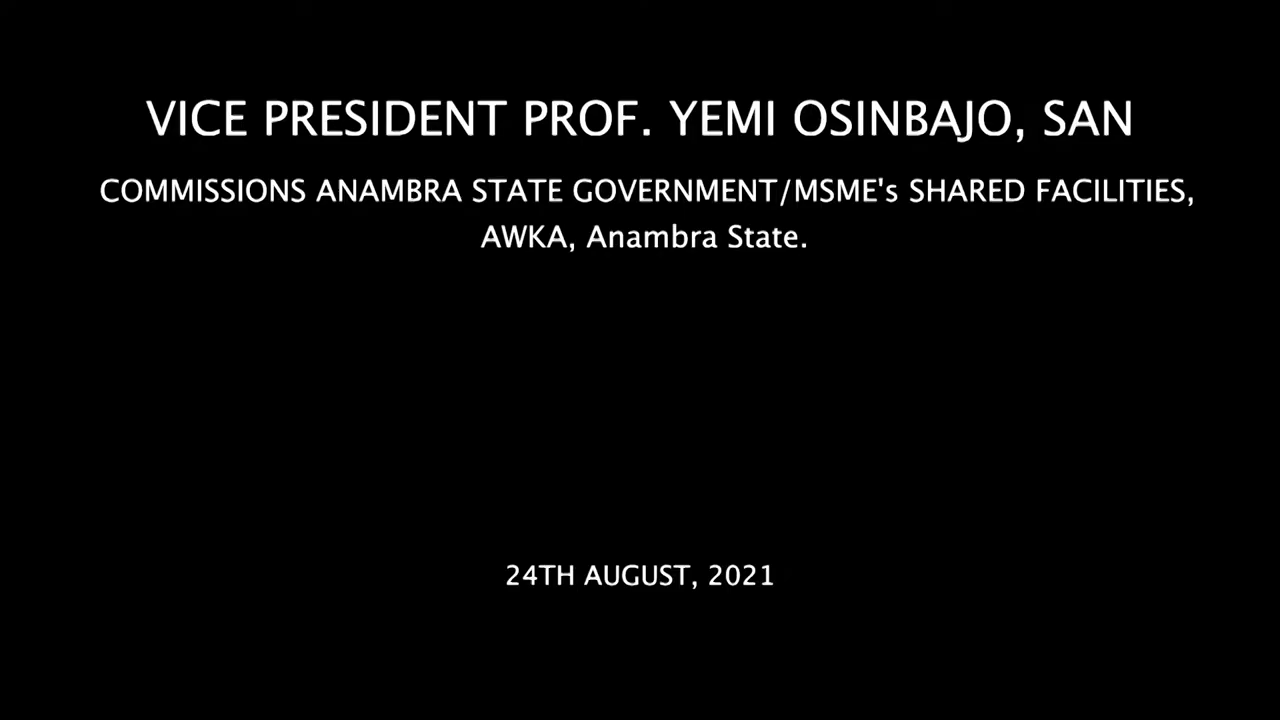 VICE PRESIDENT PROF. YEMI OSINBAJO, SAN
COMMISSIONS ANAMBRA STATE GOVERNMENT/MSME's SHARED FACILITIES,
AWKA, Anambra State.
24TH AUGUST, 2021